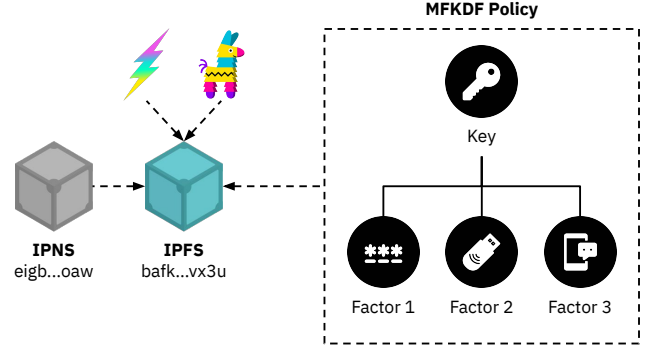 MFKDF Policy
Key
IPNS
eigb...oaw
IPFS
bafk...vx3u
Factor 1
Factor 2
Factor 3